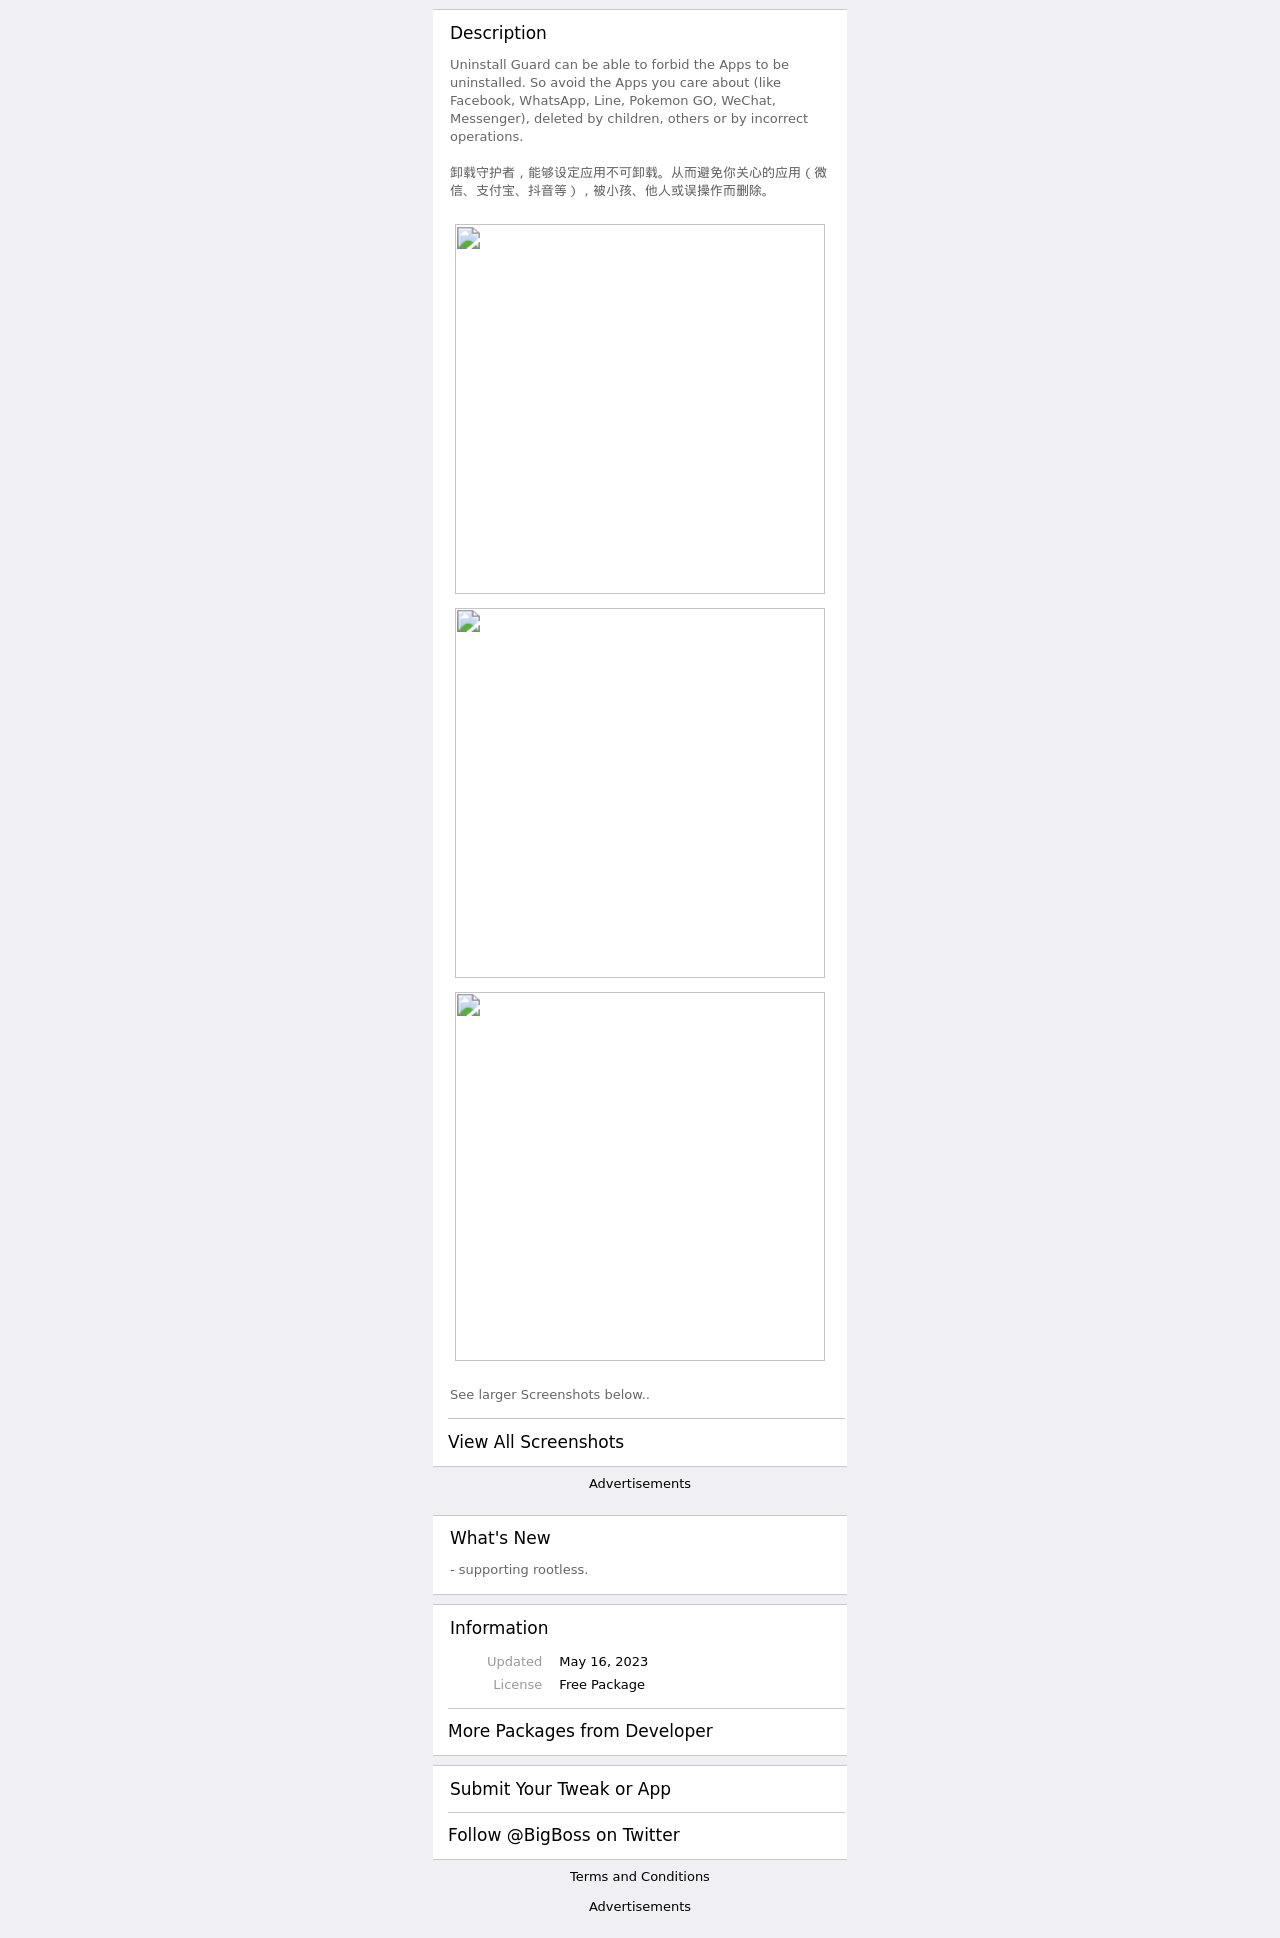 Description
Uninstall Guard can be able to forbid the Apps to be
uninstalled. So avoid the Apps you care about (like
Facebook, WhatsApp, Line, Pokemon GO, WeChat,
Messenger), deleted by children, others or by incorrect
operations.
卸载守护者，能够设定应用不可卸载。从而避免你关心的应用（微
信、支付宝、抖音等），被小孩、他人或误操作而删除。
See larger Screenshots below..
View All Screenshots
Advertisements
What's New
- supporting rootless.
Information
Updated May 16, 2023
License Free Package
More Packages from Developer
Submit Your Tweak or App
Follow @BigBoss on Twitter
Terms and Conditions
Advertisements